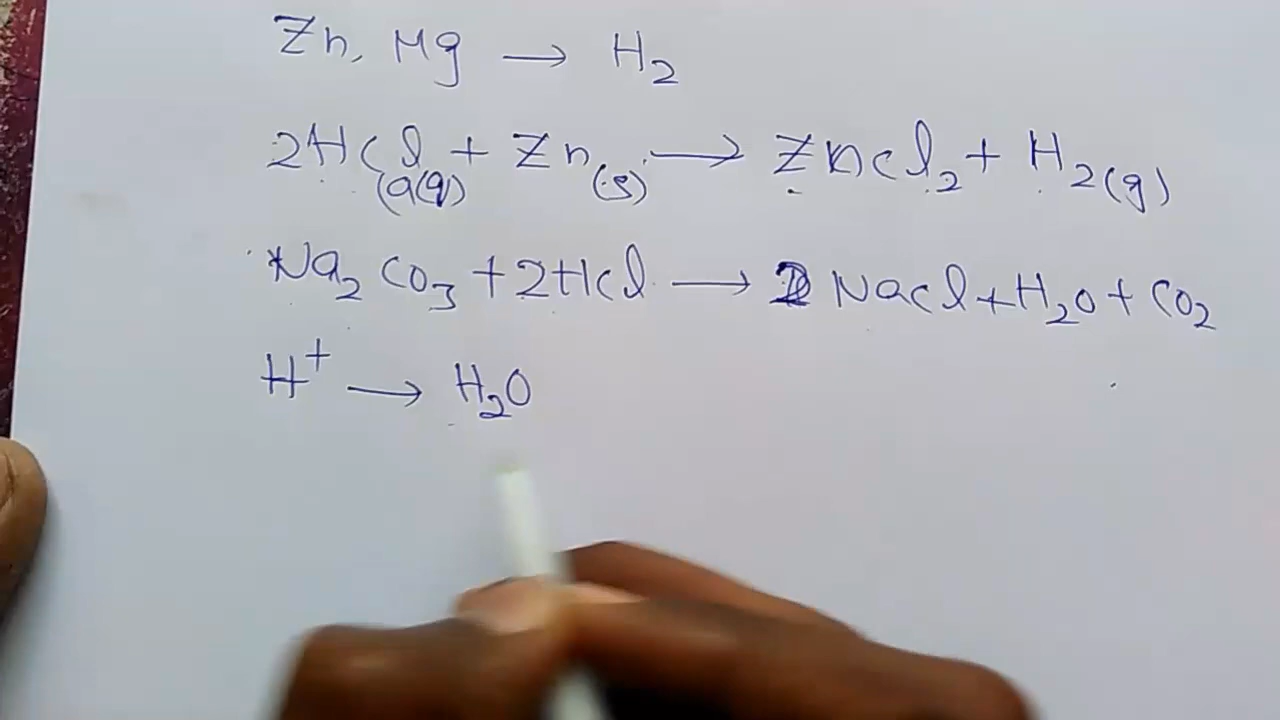 Zn, Mg → H₂
2HCl(aq) + Zn(s) → ZnCl₂ + H₂(g)
Na₂CO₃ + 2HCl → 2NaCl + H₂O + CO₂
H⁺ → H₂O